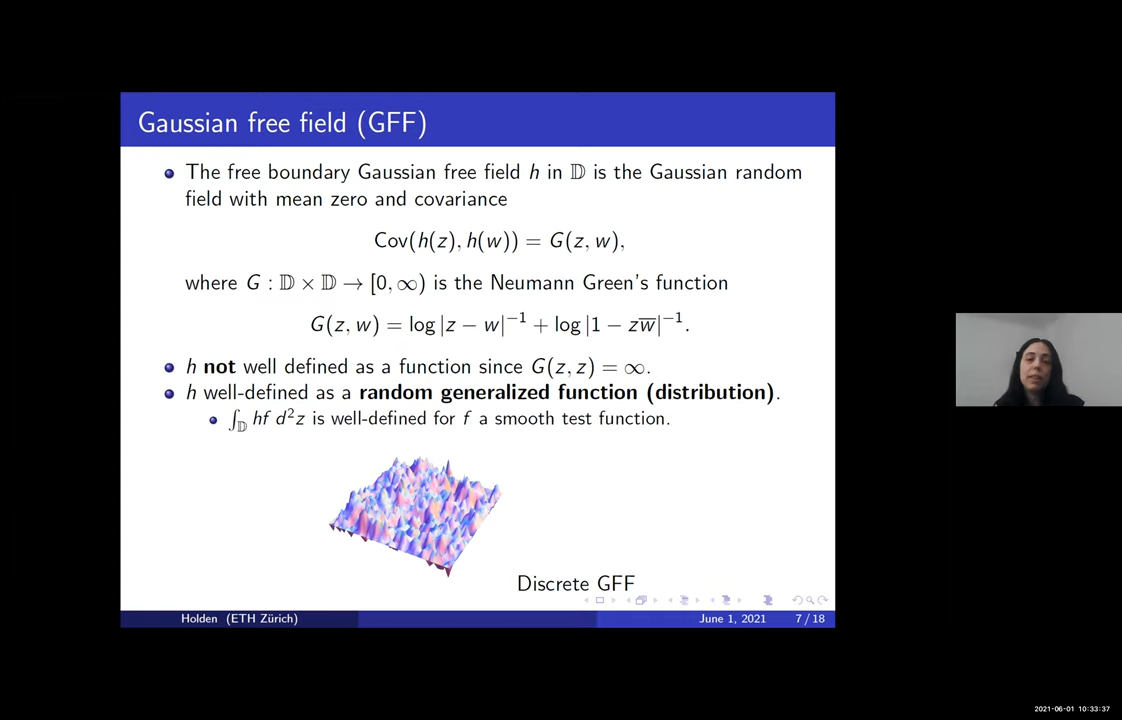 Gaussian free field (GFF)
The free boundary Gaussian free field h in 𝔻 is the Gaussian random
field with mean zero and covariance
Cov(h(z), h(w)) = G(z, w),
where G : 𝔻 × 𝔻 → [0, ∞) is the Neumann Green's function
G(z, w) = log |z − w|⁻¹ + log |1 − zw̅|⁻¹.
h not well defined as a function since G(z, z) = ∞.
h well-defined as a random generalized function (distribution).
∫_𝔻 hf d²z is well-defined for f a smooth test function.
Discrete GFF
Holden (ETH Zürich) June 1, 2021 7 / 18
2021-06-01 10:33:37